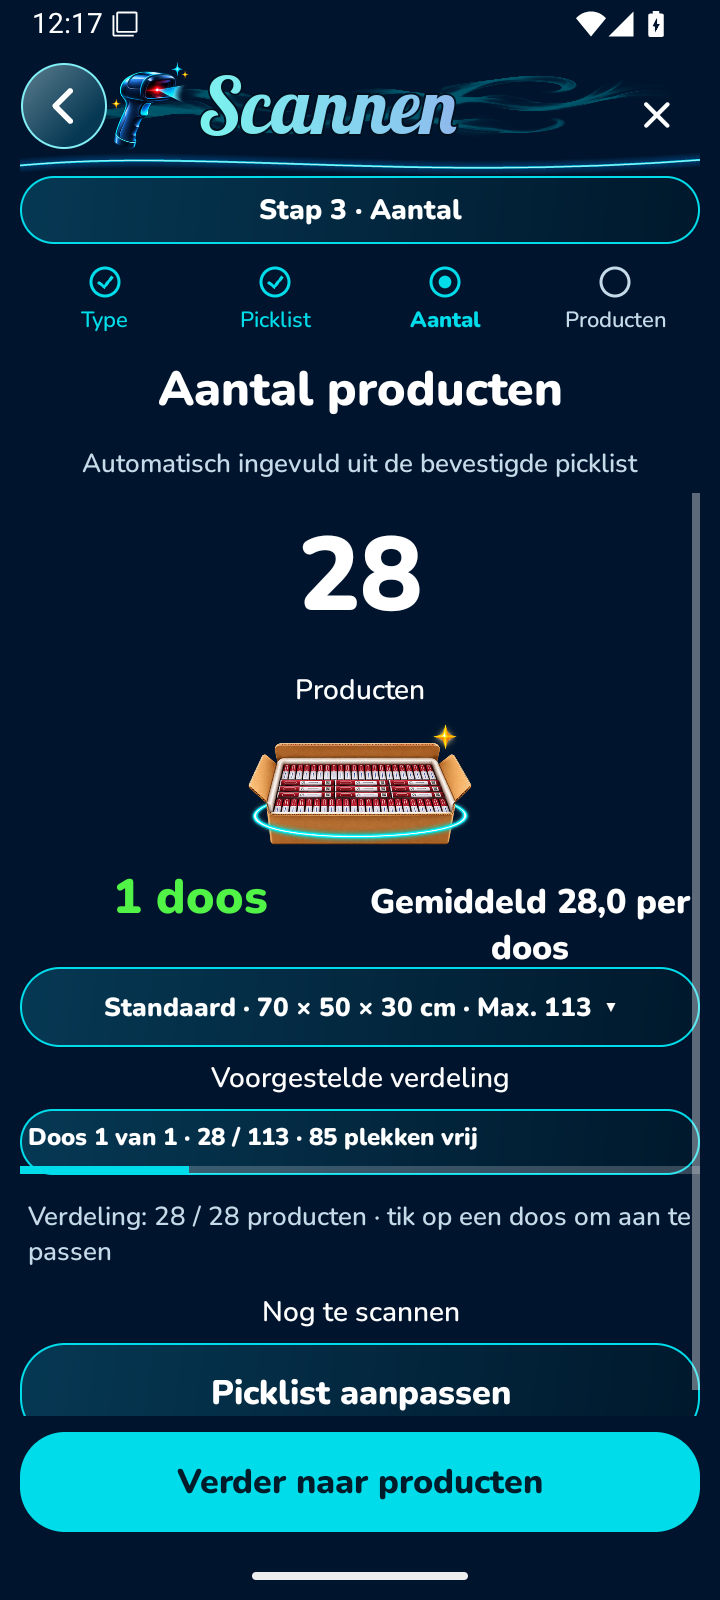 12:17
Scannen
Stap 3 · Aantal
Type
Picklist
Aantal
Producten
Aantal producten
Automatisch ingevuld uit de bevestigde picklist
28
Producten
1 doos
Gemiddeld 28,0 per
doos
Standaard · 70 × 50 × 30 cm · Max. 113 ▼
Voorgestelde verdeling
Doos 1 van 1 · 28 / 113 · 85 plekken vrij
Verdeling: 28 / 28 producten · tik op een doos om aan te
passen
Nog te scannen
Picklist aanpassen
Verder naar producten